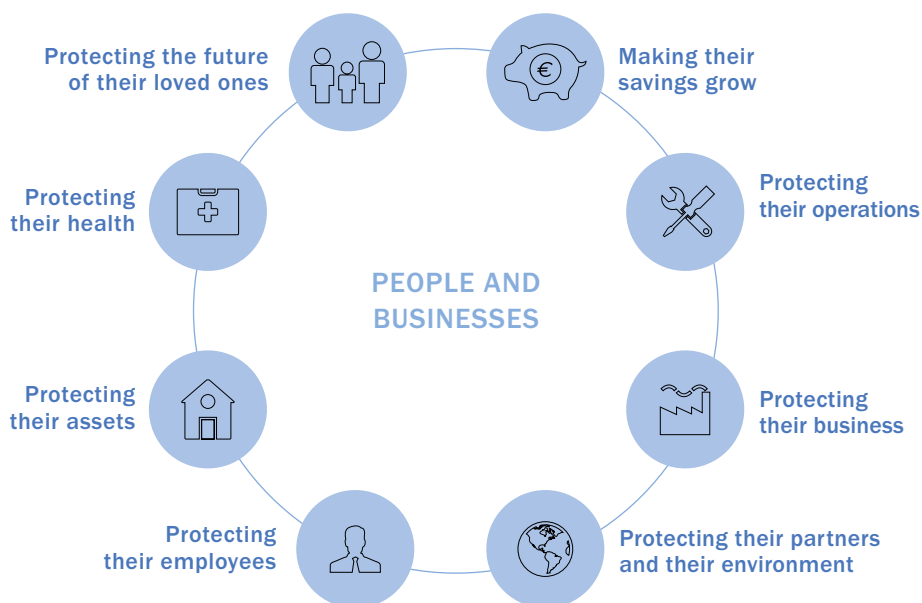 Protecting the future
of their loved ones
Making their
savings grow
Protecting
their health
Protecting
their operations
PEOPLE AND
BUSINESSES
Protecting
their assets
Protecting
their business
Protecting
their employees
Protecting their partners
and their environment
€